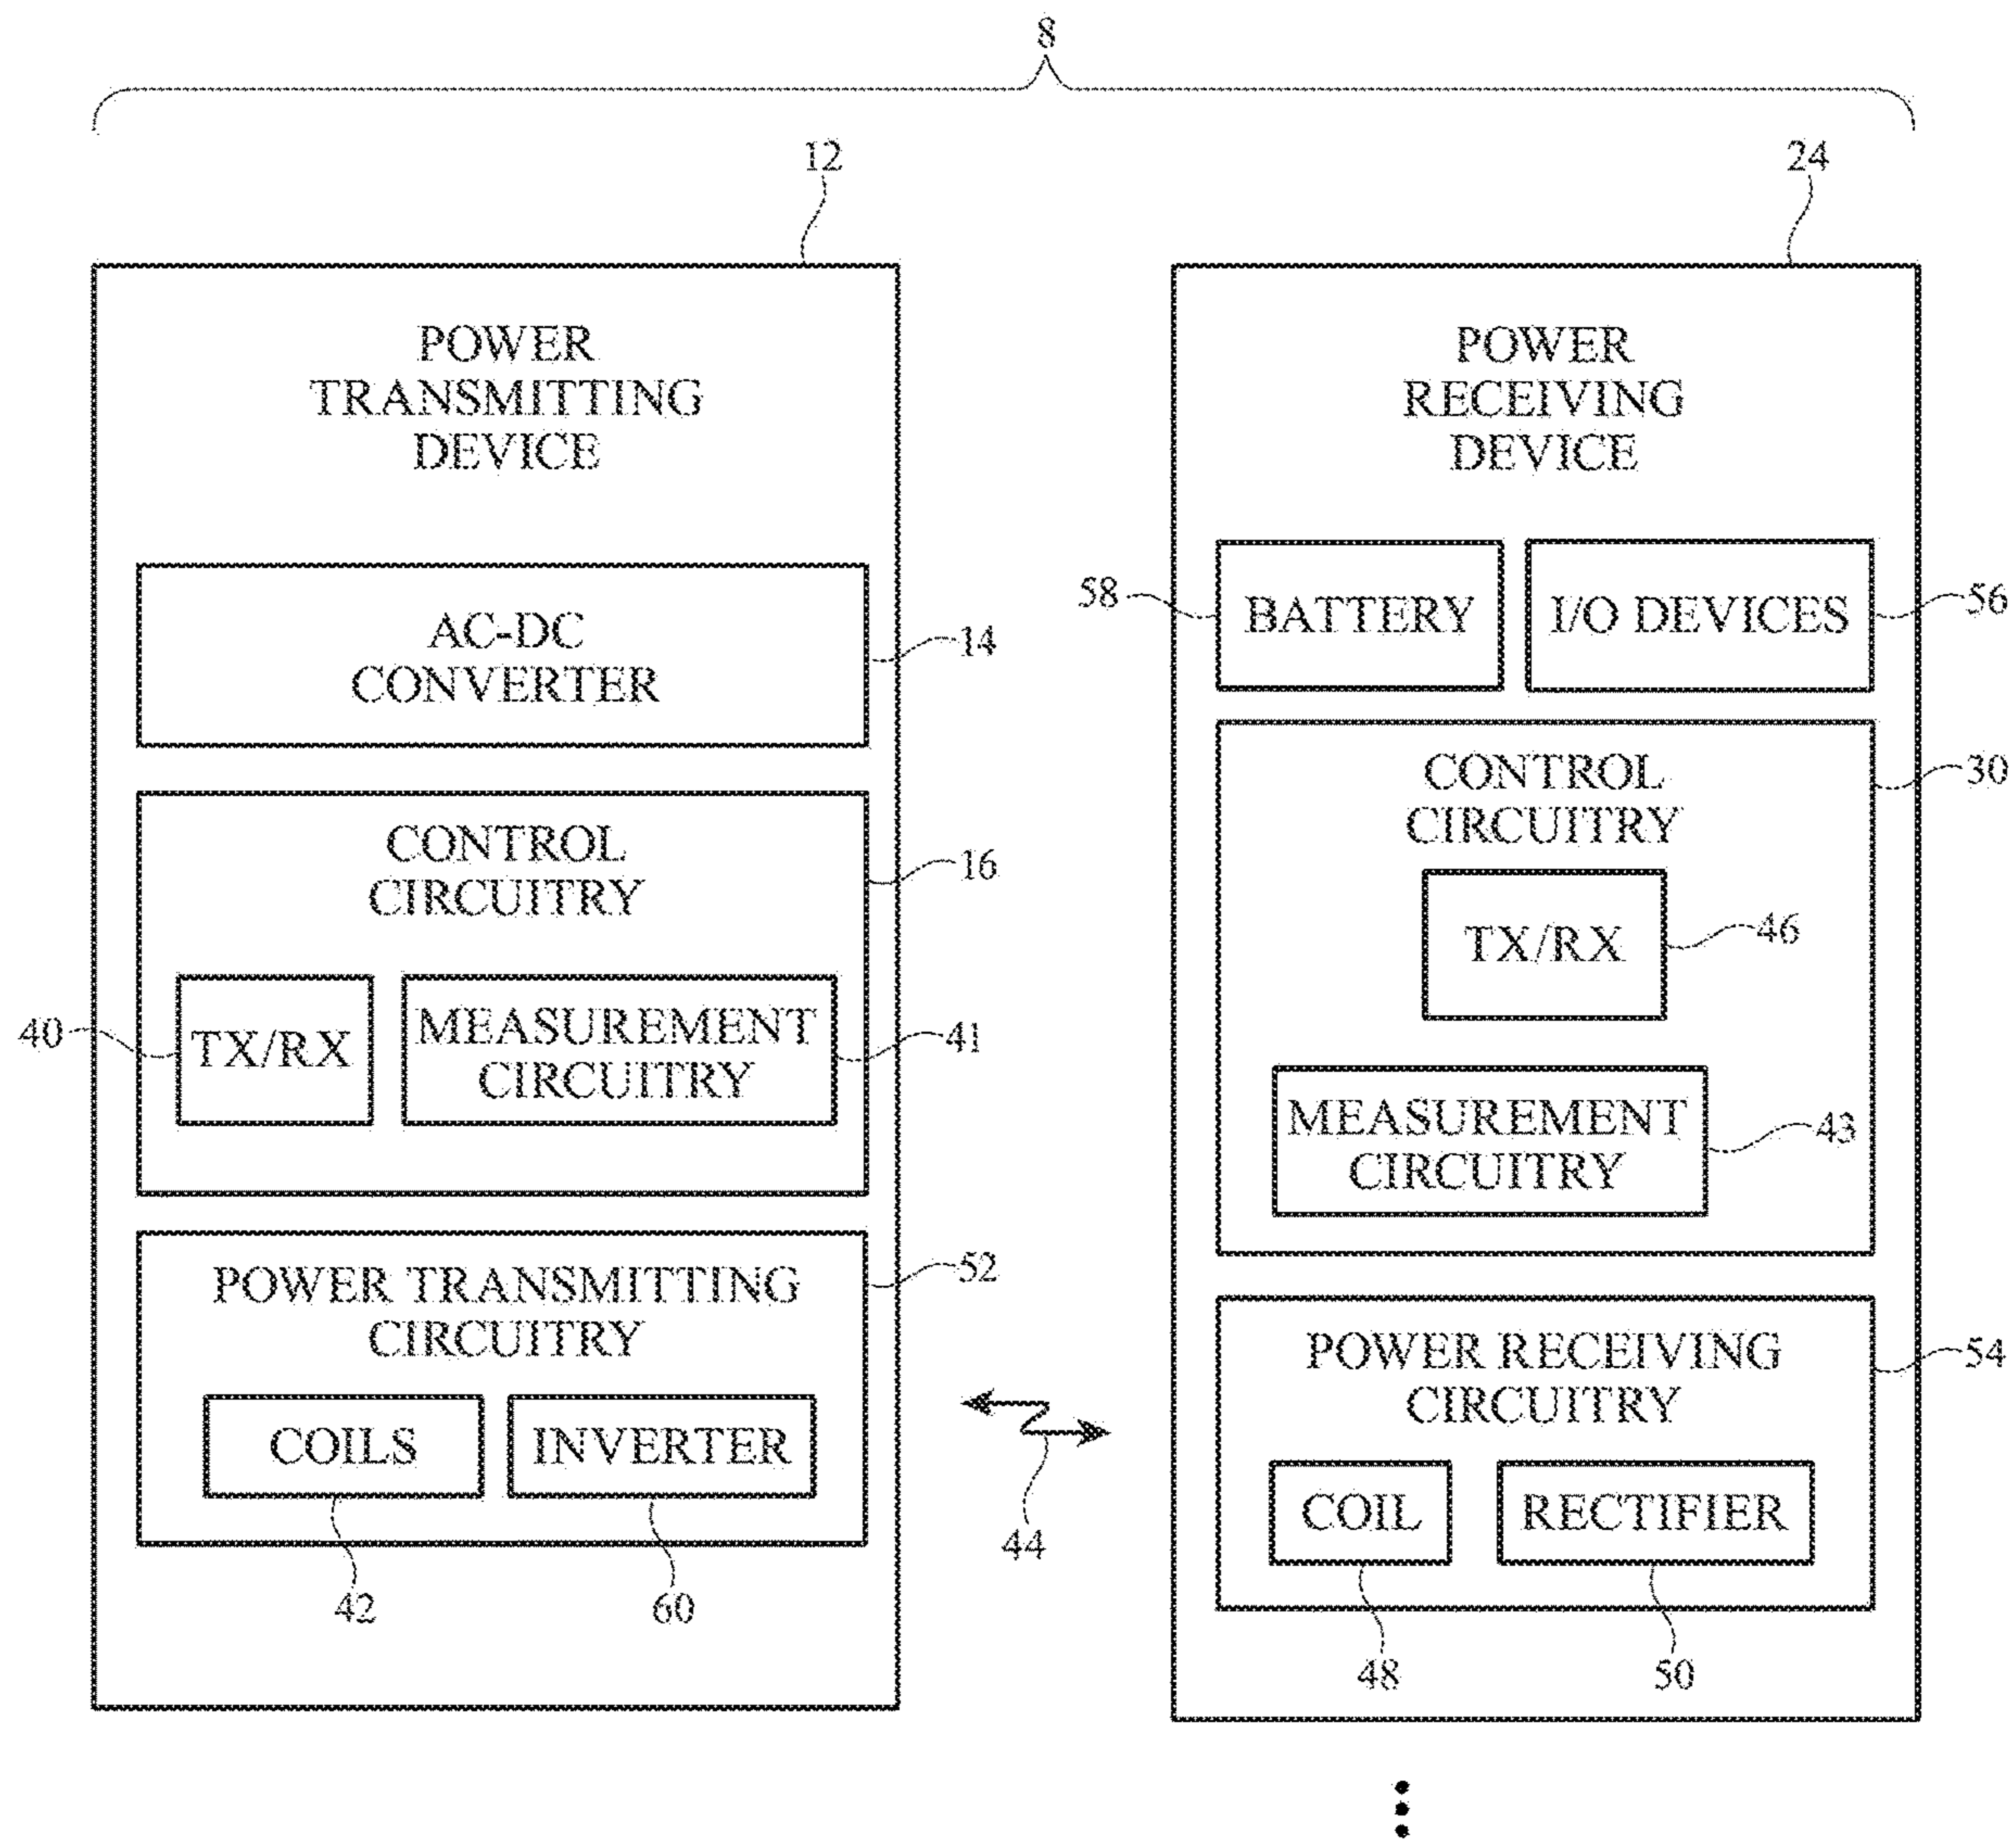 8
12
24
POWER
TRANSMITTING
DEVICE
AC-DC
CONVERTER
14
CONTROL
CIRCUITRY
16
40
TX/RX
MEASUREMENT
CIRCUITRY
41
POWER TRANSMITTING
CIRCUITRY
52
COILS
INVERTER
42
60
44
POWER
RECEIVING
DEVICE
58
BATTERY
I/O DEVICES
56
CONTROL
CIRCUITRY
30
TX/RX
46
MEASUREMENT
CIRCUITRY
43
POWER RECEIVING
CIRCUITRY
54
COIL
RECTIFIER
48
50